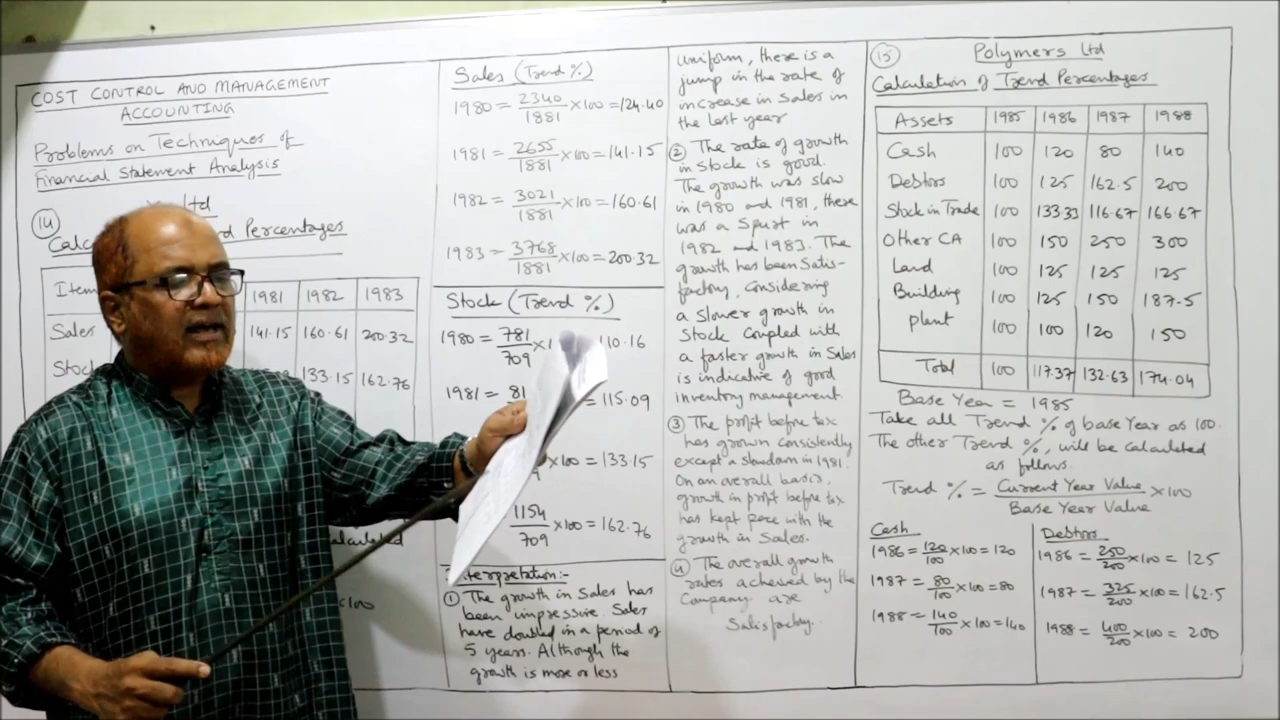 COST CONTROL AND MANAGEMENT
ACCOUNTING
Problems on Techniques of
Financial Statement Analysis
14
Ltd
Percentages
1981 1982 1983
Sales 141.15 160.61 200.32
Stock 133.15 162.76
×100
Sales (Trend %)
1980 = 2340/1881 ×100 = 124.40
1981 = 2655/1881 ×100 = 141.15
1982 = 3021/1881 ×100 = 160.61
1983 = 3768/1881 ×100 = 200.32
Stock (Trend %)
1980 = 781/709 × 110.16
1981 = = 115.09
×100 = 133.15
1154/709 ×100 = 162.76
Interpretation:-
1 The growth in Sales has
been impressive. Sales
have doubled in a period of
5 years. Although the
growth is more or less
uniform, there is a
jump in the rate of
increase in Sales in
the last year
2 The rate of growth
in Stock is good.
The growth was slow
in 1980 and 1981, there
was a Spurt in
1982 and 1983. The
growth has been Satis-
factory, Considering
a slower growth in
Stock Coupled with
a faster growth in Sales
is indicative of good
inventory management.
3 The profit before tax
has grown consistently
except a slowdown in 1981.
On an overall basis,
growth in profit before tax
has kept pace with the
growth in Sales.
4 The overall growth
rates achieved by the
Company are
Satisfactory.
15 Polymers Ltd
Calculation of Trend Percentages
Assets 1985 1986 1987 1988
Cash 100 120 80 140
Debtors 100 125 162.5 200
Stock in Trade 100 133.33 116.67 166.67
Other CA 100 150 250 300
Land 100 125 125 125
Building 100 125 150 187.5
plant 100 100 120 150
Total 100 117.37 132.63 174.04
Base Year = 1985
Take all Trend % of base Year as 100.
The other Trend %, will be calculated
as follows.
Trend % = Current Year Value/Base Year Value ×100
Cash
1986 = 120/100 ×100 = 120
1987 = 80/100 ×100 = 80
1988 = 140/100 ×100 = 140
Debtors
1986 = 250/200 ×100 = 125
1987 = 325/200 ×100 = 162.5
1988 = 400/200 ×100 = 200